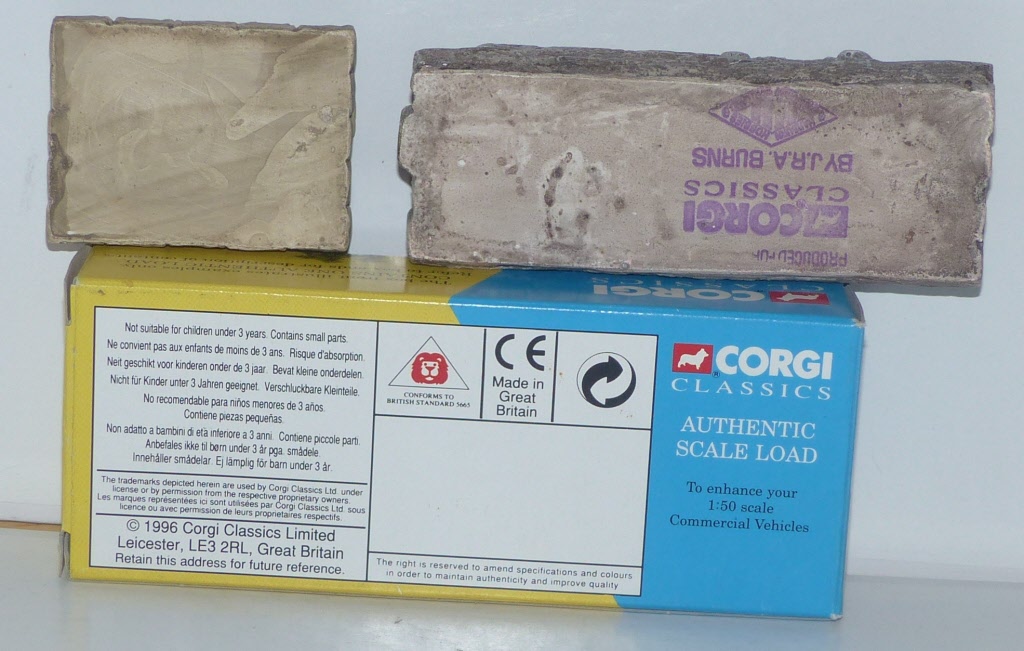 PRODUCED FOR
CORGI
CLASSICS
BY J.R.A. BURNS
CORGI
CLASSICS
Not suitable for children under 3 years. Contains small parts.
Ne convient pas aux enfants de moins de 3 ans. Risque d'absorption.
Neit geschikt voor kinderen onder de 3 jaar. Bevat kleine onderdelen.
Nicht für Kinder unter 3 Jahren geeignet. Verschluckbare Kleinteile.
No recomendable para niños menores de 3 años.
Contiene piezas pequeñas.
Non adatto a bambini di età inferiore a 3 anni. Contiene piccole parti.
Anbefales ikke til børn under 3 år pga. smådele.
Innehåller smådelar. Ej lämplig för barn under 3 år.
The trademarks depicted herein are used by Corgi Classics Ltd. under
license or by permission from the respective proprietary owners.
Les marques représentées ici sont utilisées par Corgi Classics Ltd. sous
licence ou avec permission de leurs proprietaires respectifs.
© 1996 Corgi Classics Limited
Leicester, LE3 2RL, Great Britain
Retain this address for future reference.
CONFORMS TO
BRITISH STANDARD 5665
CE
Made in
Great
Britain
The right is reserved to amend specifications and colours
in order to maintain authenticity and improve quality
CORGI
CLASSICS
AUTHENTIC
SCALE LOAD
To enhance your
1:50 scale
Commercial Vehicles